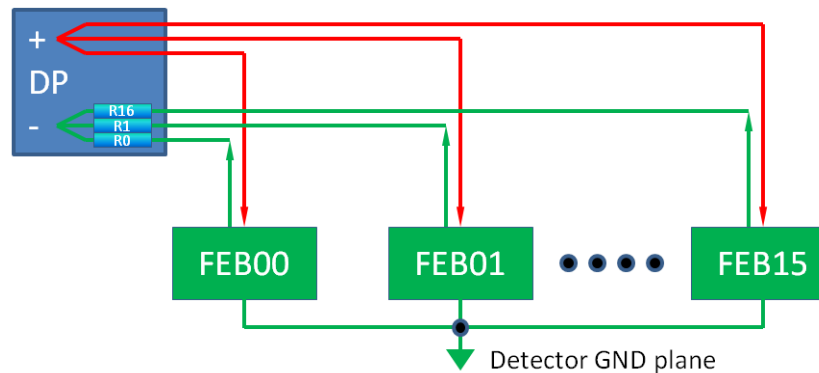 +
DP
-
R16
R1
R0
FEB00
FEB01
FEB15
Detector GND plane